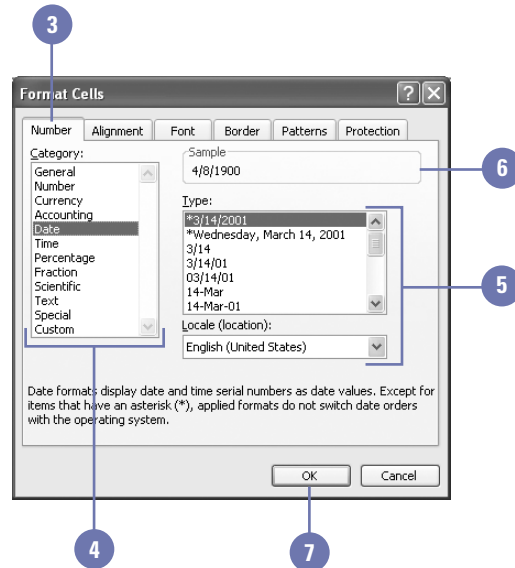 3
Format Cells
Number Alignment Font Border Patterns Protection
Category:
General
Number
Currency
Accounting
Date
Time
Percentage
Fraction
Scientific
Text
Special
Custom
Sample
4/8/1900
6
Type:
*3/14/2001
*Wednesday, March 14, 2001
3/14
3/14/01
03/14/01
14-Mar
14-Mar-01
5
Locale (location):
English (United States)
Date formats display date and time serial numbers as date values. Except for
items that have an asterisk (*), applied formats do not switch date orders
with the operating system.
OK Cancel
4
7